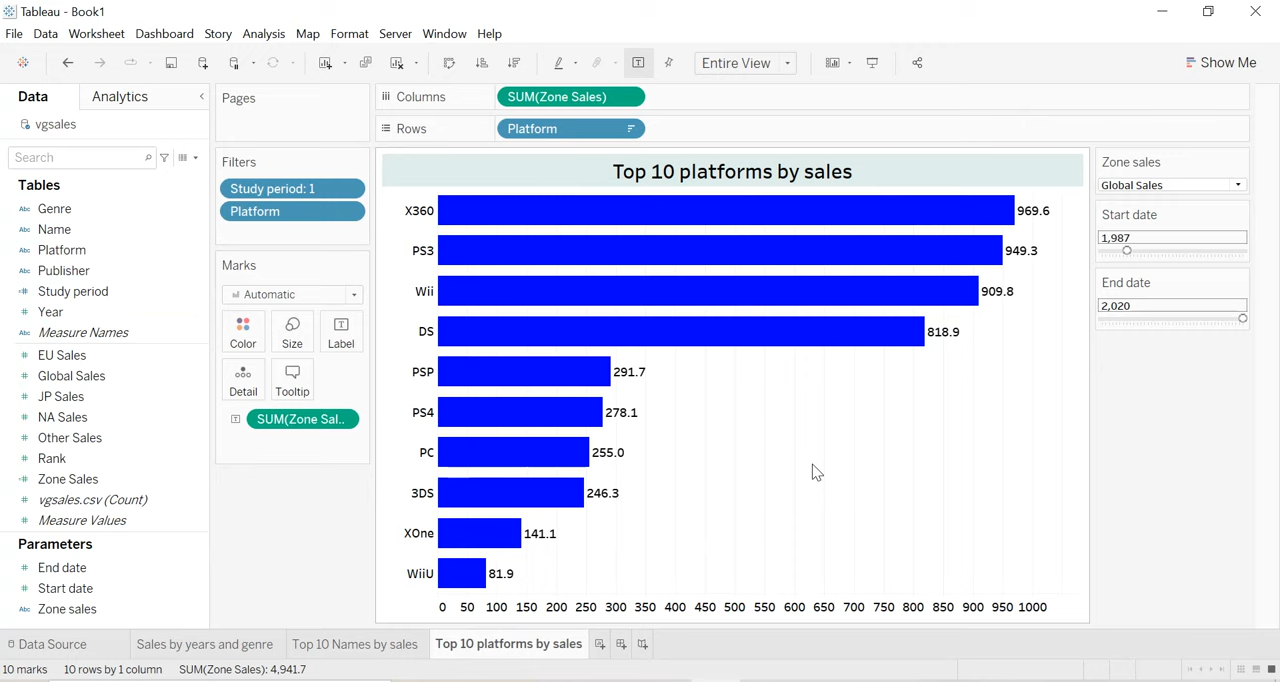 Tableau - Book1
File Data Worksheet Dashboard Story Analysis Map Format Server Window Help
Entire View
Show Me
Data
Analytics
vgsales
Search
Tables
Abc Genre
Abc Name
Abc Platform
Abc Publisher
Study period
Year
Abc Measure Names
EU Sales
Global Sales
JP Sales
NA Sales
Other Sales
Rank
Zone Sales
vgsales.csv (Count)
Measure Values
Parameters
End date
Start date
Abc Zone sales
Pages
Filters
Study period: 1
Platform
Marks
Automatic
Color
Size
Label
Detail
Tooltip
SUM(Zone Sal..
Columns
SUM(Zone Sales)
Rows
Platform
Top 10 platforms by sales
X360 969.6
PS3 949.3
Wii 909.8
DS 818.9
PSP 291.7
PS4 278.1
PC 255.0
3DS 246.3
XOne 141.1
WiiU 81.9
0 50 100 150 200 250 300 350 400 450 500 550 600 650 700 750 800 850 900 950 1000
Zone sales
Global Sales
Start date
1,987
End date
2,020
Data Source
Sales by years and genre
Top 10 Names by sales
Top 10 platforms by sales
10 marks 10 rows by 1 column SUM(Zone Sales): 4,941.7